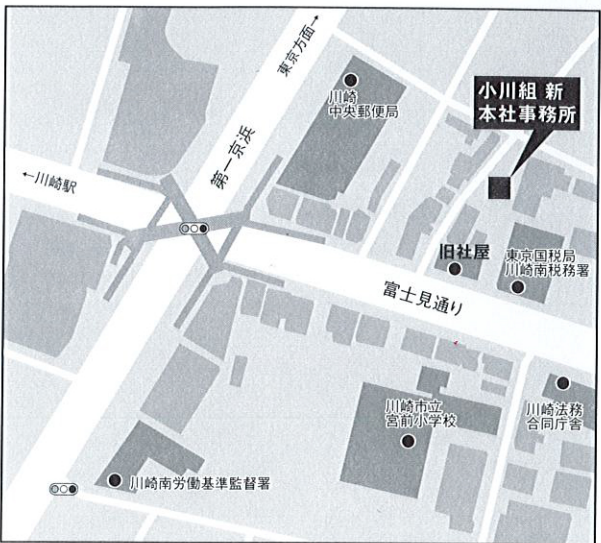 東京方面→
川崎
中央郵便局
小川組 新
本社事務所
第一京浜
←川崎駅
旧社屋
東京国税局
川崎南税務署
富士見通り
川崎市立
宮前小学校
川崎法務
合同庁舎
川崎南労働基準監督署